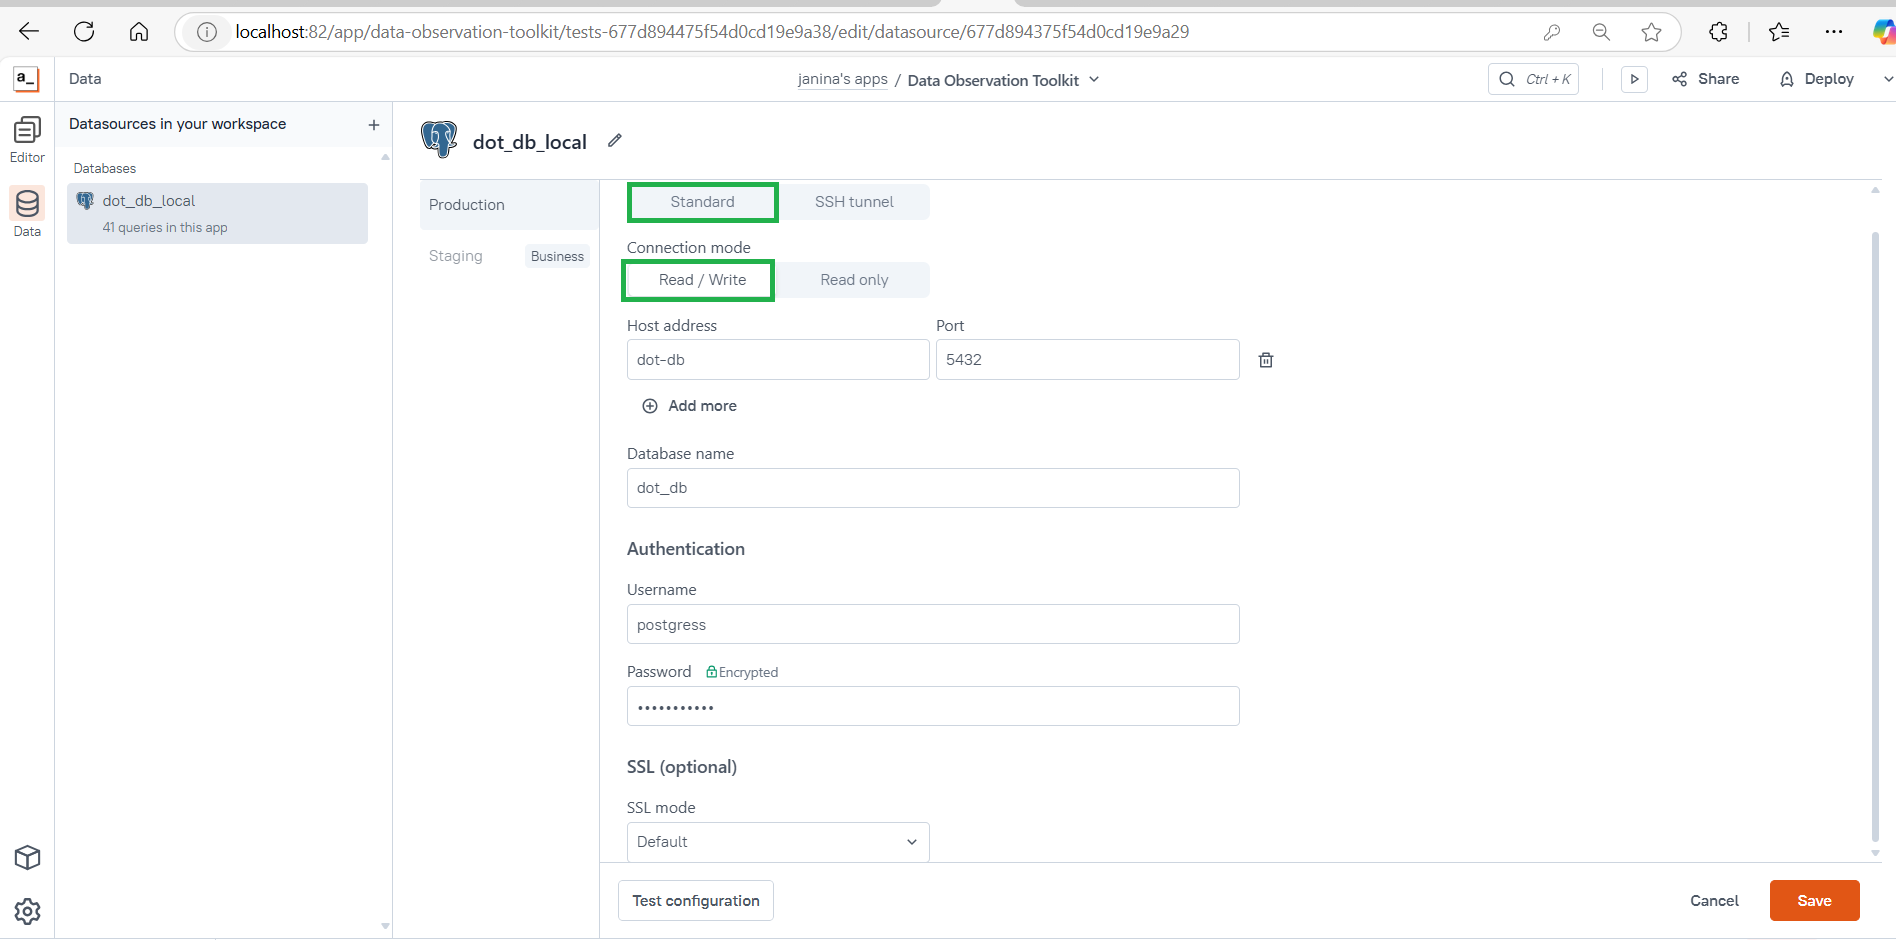 localhost:82/app/data-observation-toolkit/tests-677d894475f54d0cd19e9a38/edit/datasource/677d894375f54d0cd19e9a29
a_
Data
janina's apps / Data Observation Toolkit
Ctrl + K
Share
Deploy
Editor
Data
Datasources in your workspace
Databases
dot_db_local
41 queries in this app
dot_db_local
Production
Staging
Business
Standard
SSH tunnel
Connection mode
Read / Write
Read only
Host address
Port
dot-db
5432
Add more
Database name
dot_db
Authentication
Username
postgress
Password
Encrypted
•••••••••••
SSL (optional)
SSL mode
Default
Test configuration
Cancel
Save